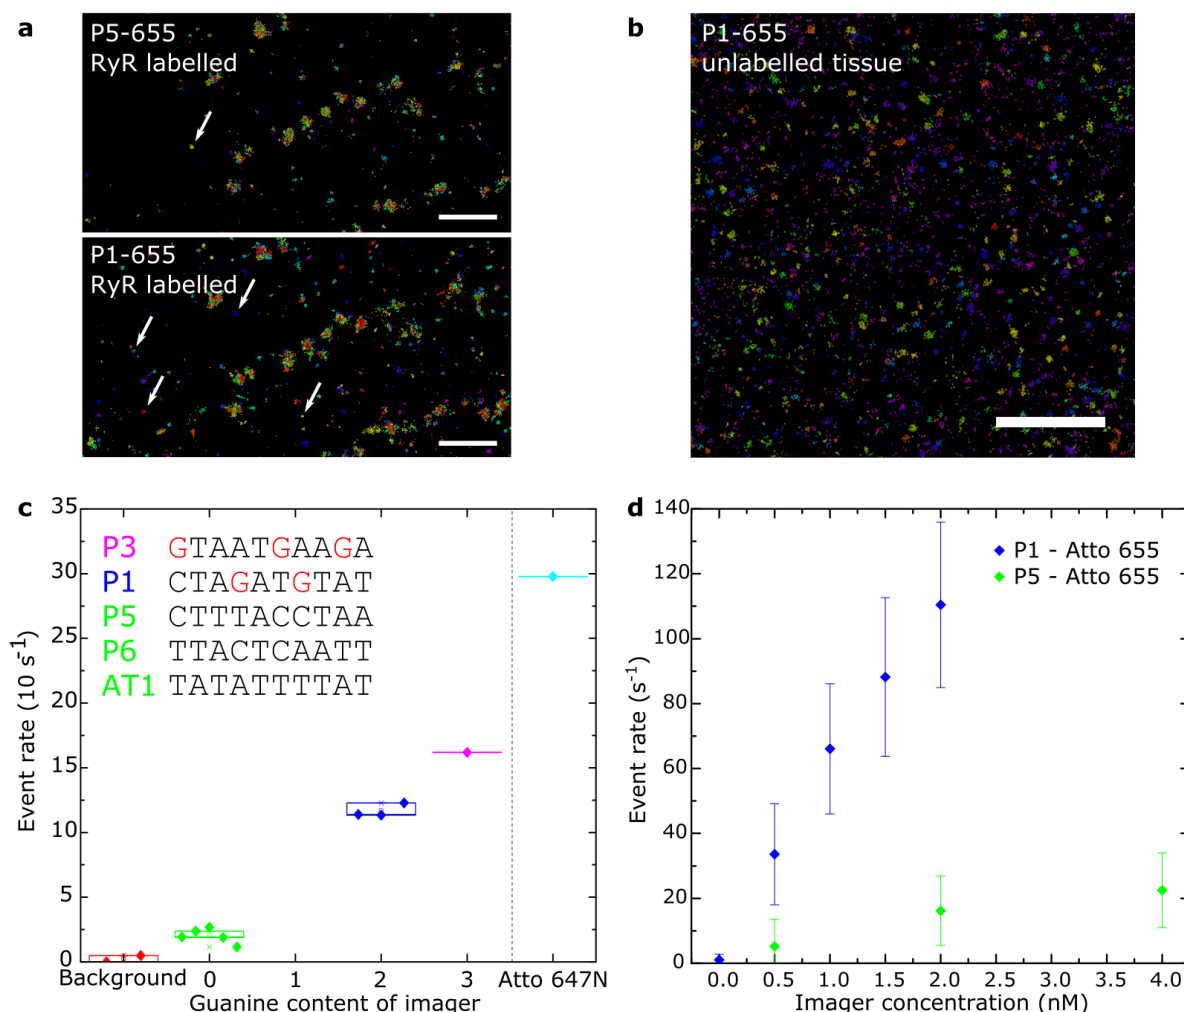 a
P5-655
RyR labelled
P1-655
RyR labelled
b
P1-655
unlabelled tissue
c
35
30
25
20
15
10
5
0
Event rate (10 s⁻¹)
P3 GTAATGAAGA
P1 CTAGATGTAT
P5 CTTTACCTAA
P6 TTACTCAATT
AT1 TATATTTTAT
Background 0 1 2 3 Atto 647N
Guanine content of imager
d
140
120
100
80
60
40
20
0
Event rate (s⁻¹)
P1 - Atto 655
P5 - Atto 655
0.0 0.5 1.0 1.5 2.0 2.5 3.0 3.5 4.0
Imager concentration (nM)